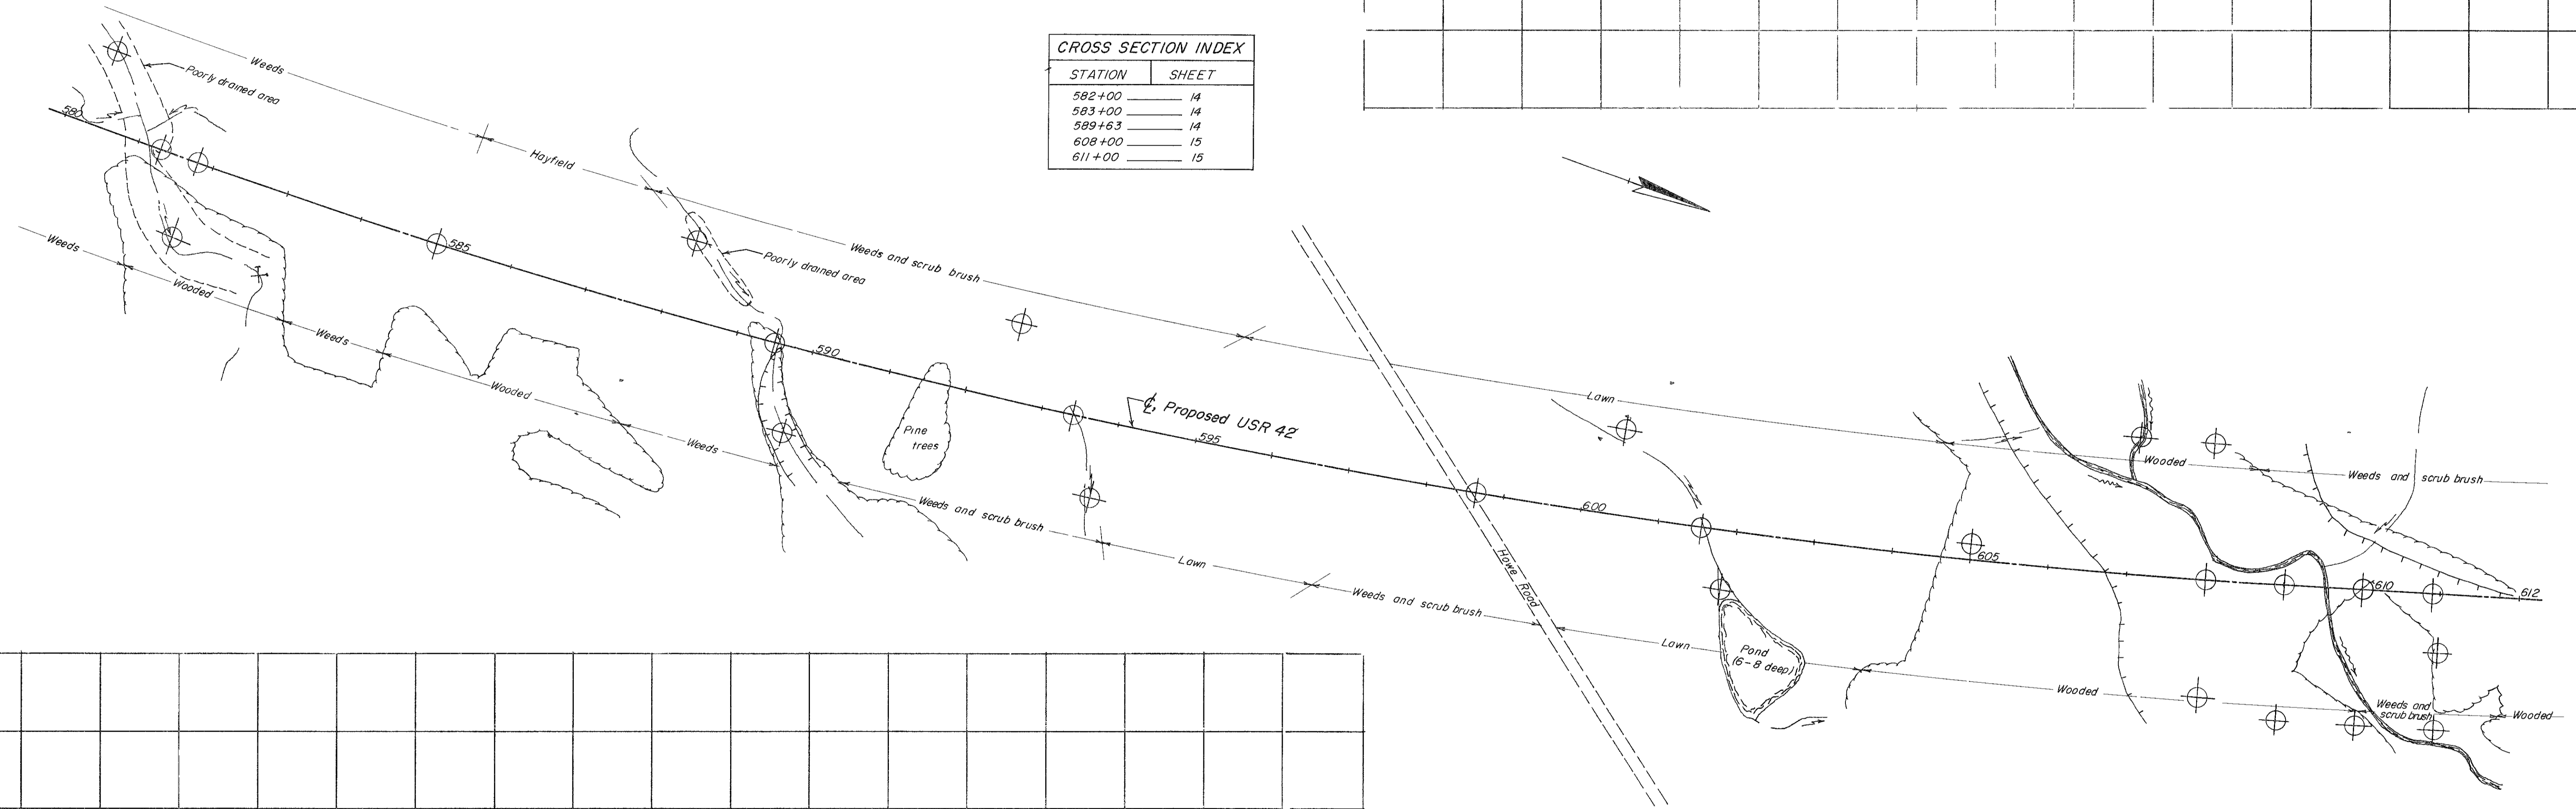 CROSS SECTION INDEX
STATION SHEET
582+00 14
583+00 14
589+63 14
608+00 15
611+00 15
Weeds
Poorly drained area
580
Hayfield
Weeds
Wooded
585
Weeds
Poorly drained area
Weeds and scrub brush
590
Wooded
Weeds
Pine
trees
℄ Proposed USR 42
595
Weeds and scrub brush
Lawn
Lawn
Howe Road
Weeds and scrub brush
600
605
Lawn
Pond
(6-8 deep)
Wooded
Weeds and scrub brush
610
612
Wooded
Weeds and
scrub brush
Wooded